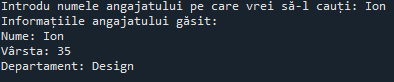 Introdu numele angajatului pe care vrei să-l cauți: Ion
Informațiile angajatului găsit:
Nume: Ion
Vârsta: 35
Departament: Design